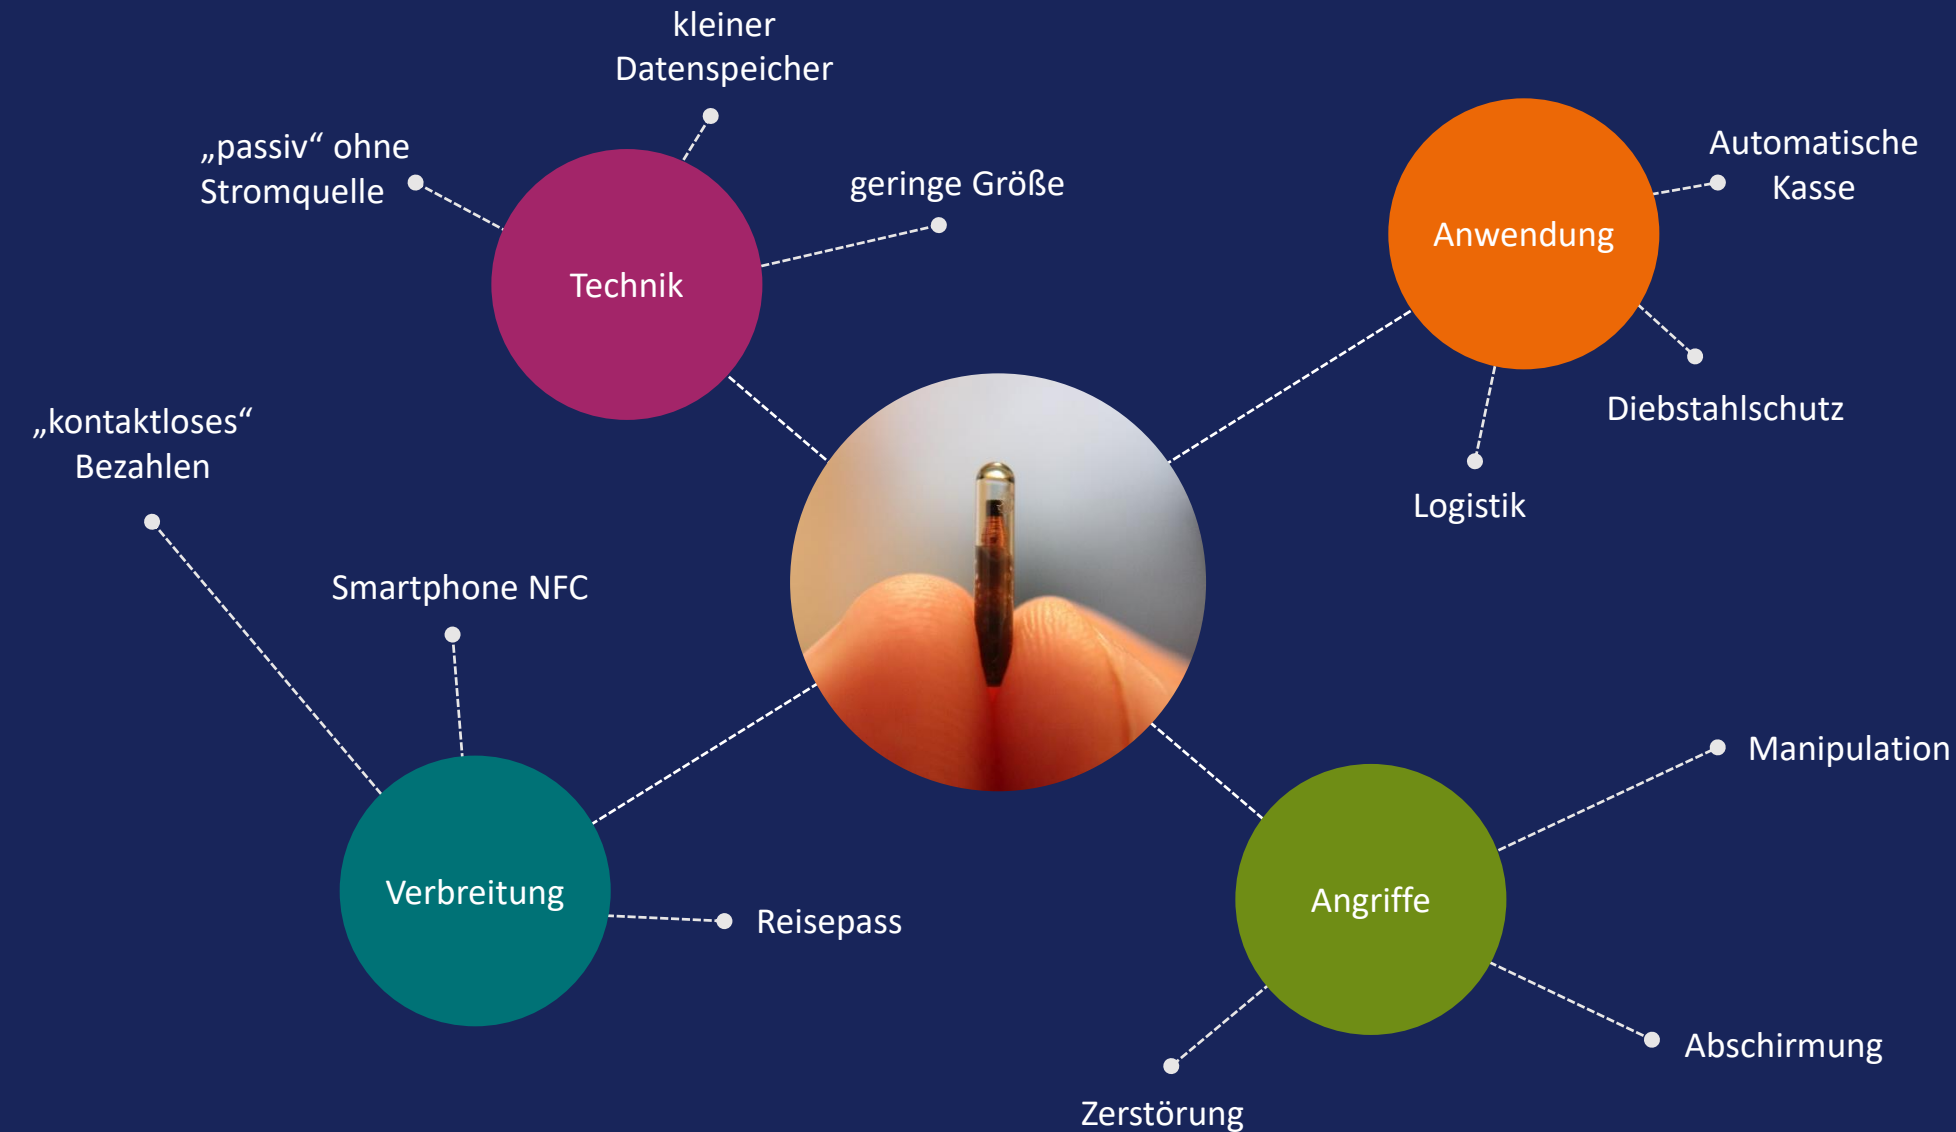 kleiner
Datenspeicher
„passiv“ ohne
Stromquelle
geringe Größe
Technik
Automatische
Kasse
Anwendung
Diebstahlschutz
Logistik
„kontaktloses“
Bezahlen
Smartphone NFC
Verbreitung
Reisepass
Manipulation
Angriffe
Abschirmung
Zerstörung